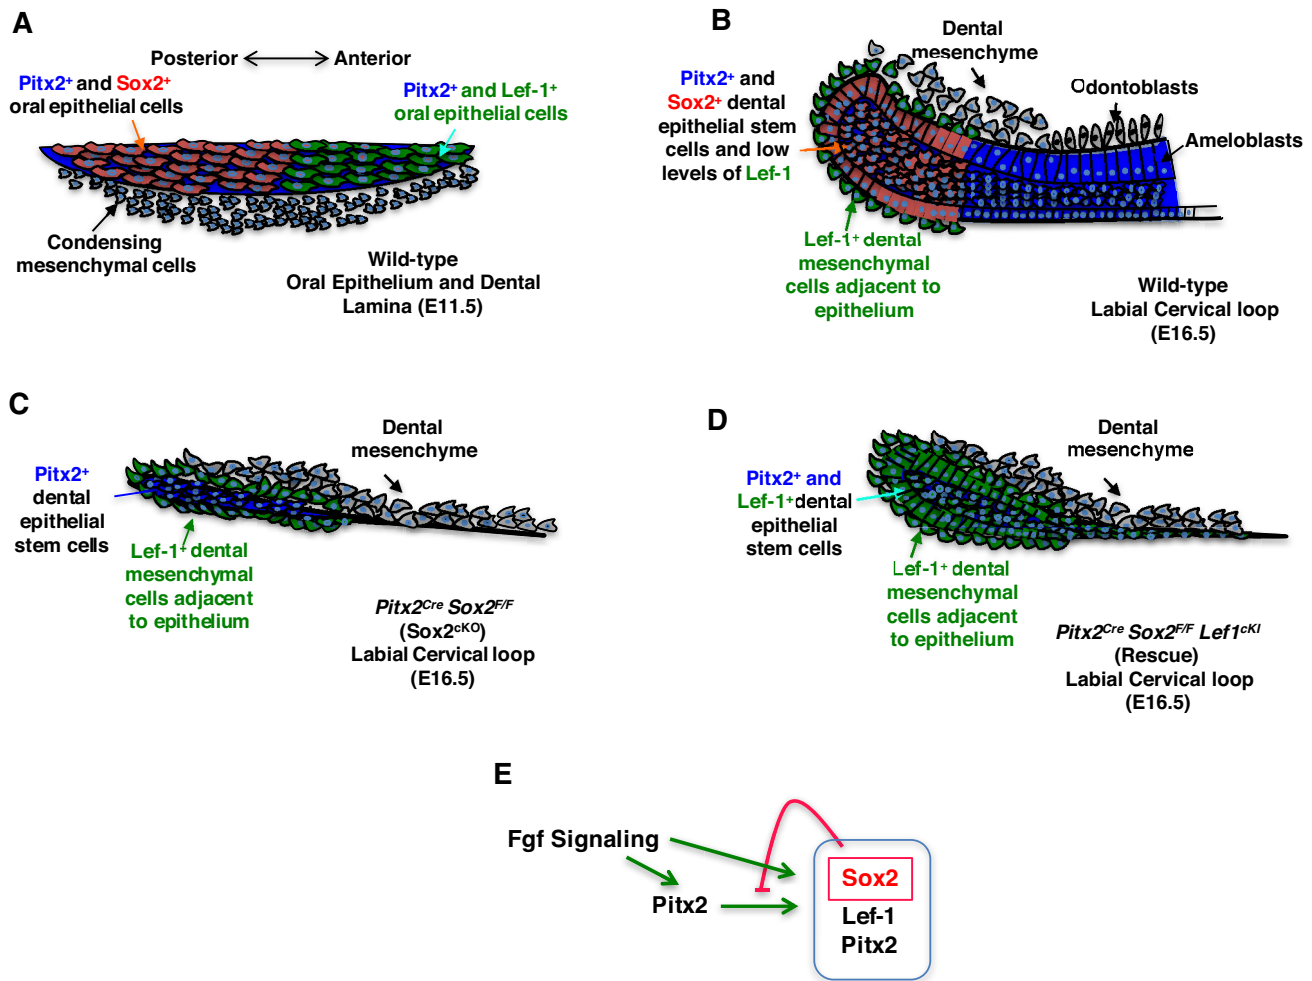 A
Posterior
Anterior
Pitx2+ and Sox2+
oral epithelial cells
Pitx2+ and Lef-1+
oral epithelial cells
Condensing
mesenchymal cells
Wild-type
Oral Epithelium and Dental
Lamina (E11.5)
B
Dental
mesenchyme
Pitx2+ and
Sox2+ dental
epithelial stem
cells and low
levels of Lef-1
Odontoblasts
Ameloblasts
Lef-1+ dental
mesenchymal
cells adjacent to
epithelium
Wild-type
Labial Cervical loop
(E16.5)
C
Dental
mesenchyme
Pitx2+
dental
epithelial
stem cells
Lef-1+ dental
mesenchymal
cells adjacent
to epithelium
Pitx2Cre Sox2F/F
(Sox2cKO)
Labial Cervical loop
(E16.5)
D
Dental
mesenchyme
Pitx2+ and
Lef-1+ dental
epithelial
stem cells
Lef-1+ dental
mesenchymal
cells adjacent
to epithelium
Pitx2Cre Sox2F/F Lef1cKI
(Rescue)
Labial Cervical loop
(E16.5)
E
Fgf Signaling
Pitx2
Sox2
Lef-1
Pitx2